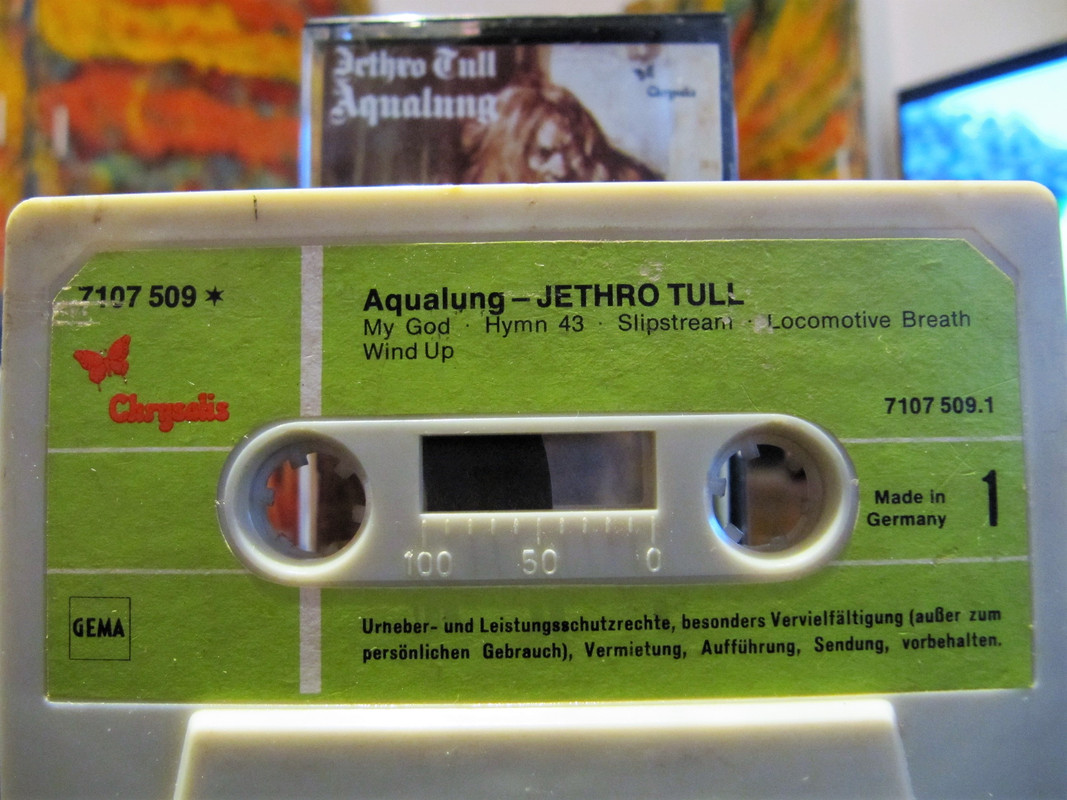 Jethro Tull
Aqualung
Chrysalis
7107 509 ✶
Aqualung – JETHRO TULL
My God · Hymn 43 · Slipstream · Locomotive Breath
Wind Up
Chrysalis
7107 509.1
Made in
Germany
1
100 50 0
GEMA
Urheber- und Leistungsschutzrechte, besonders Vervielfältigung (außer zum
persönlichen Gebrauch), Vermietung, Aufführung, Sendung, vorbehalten.